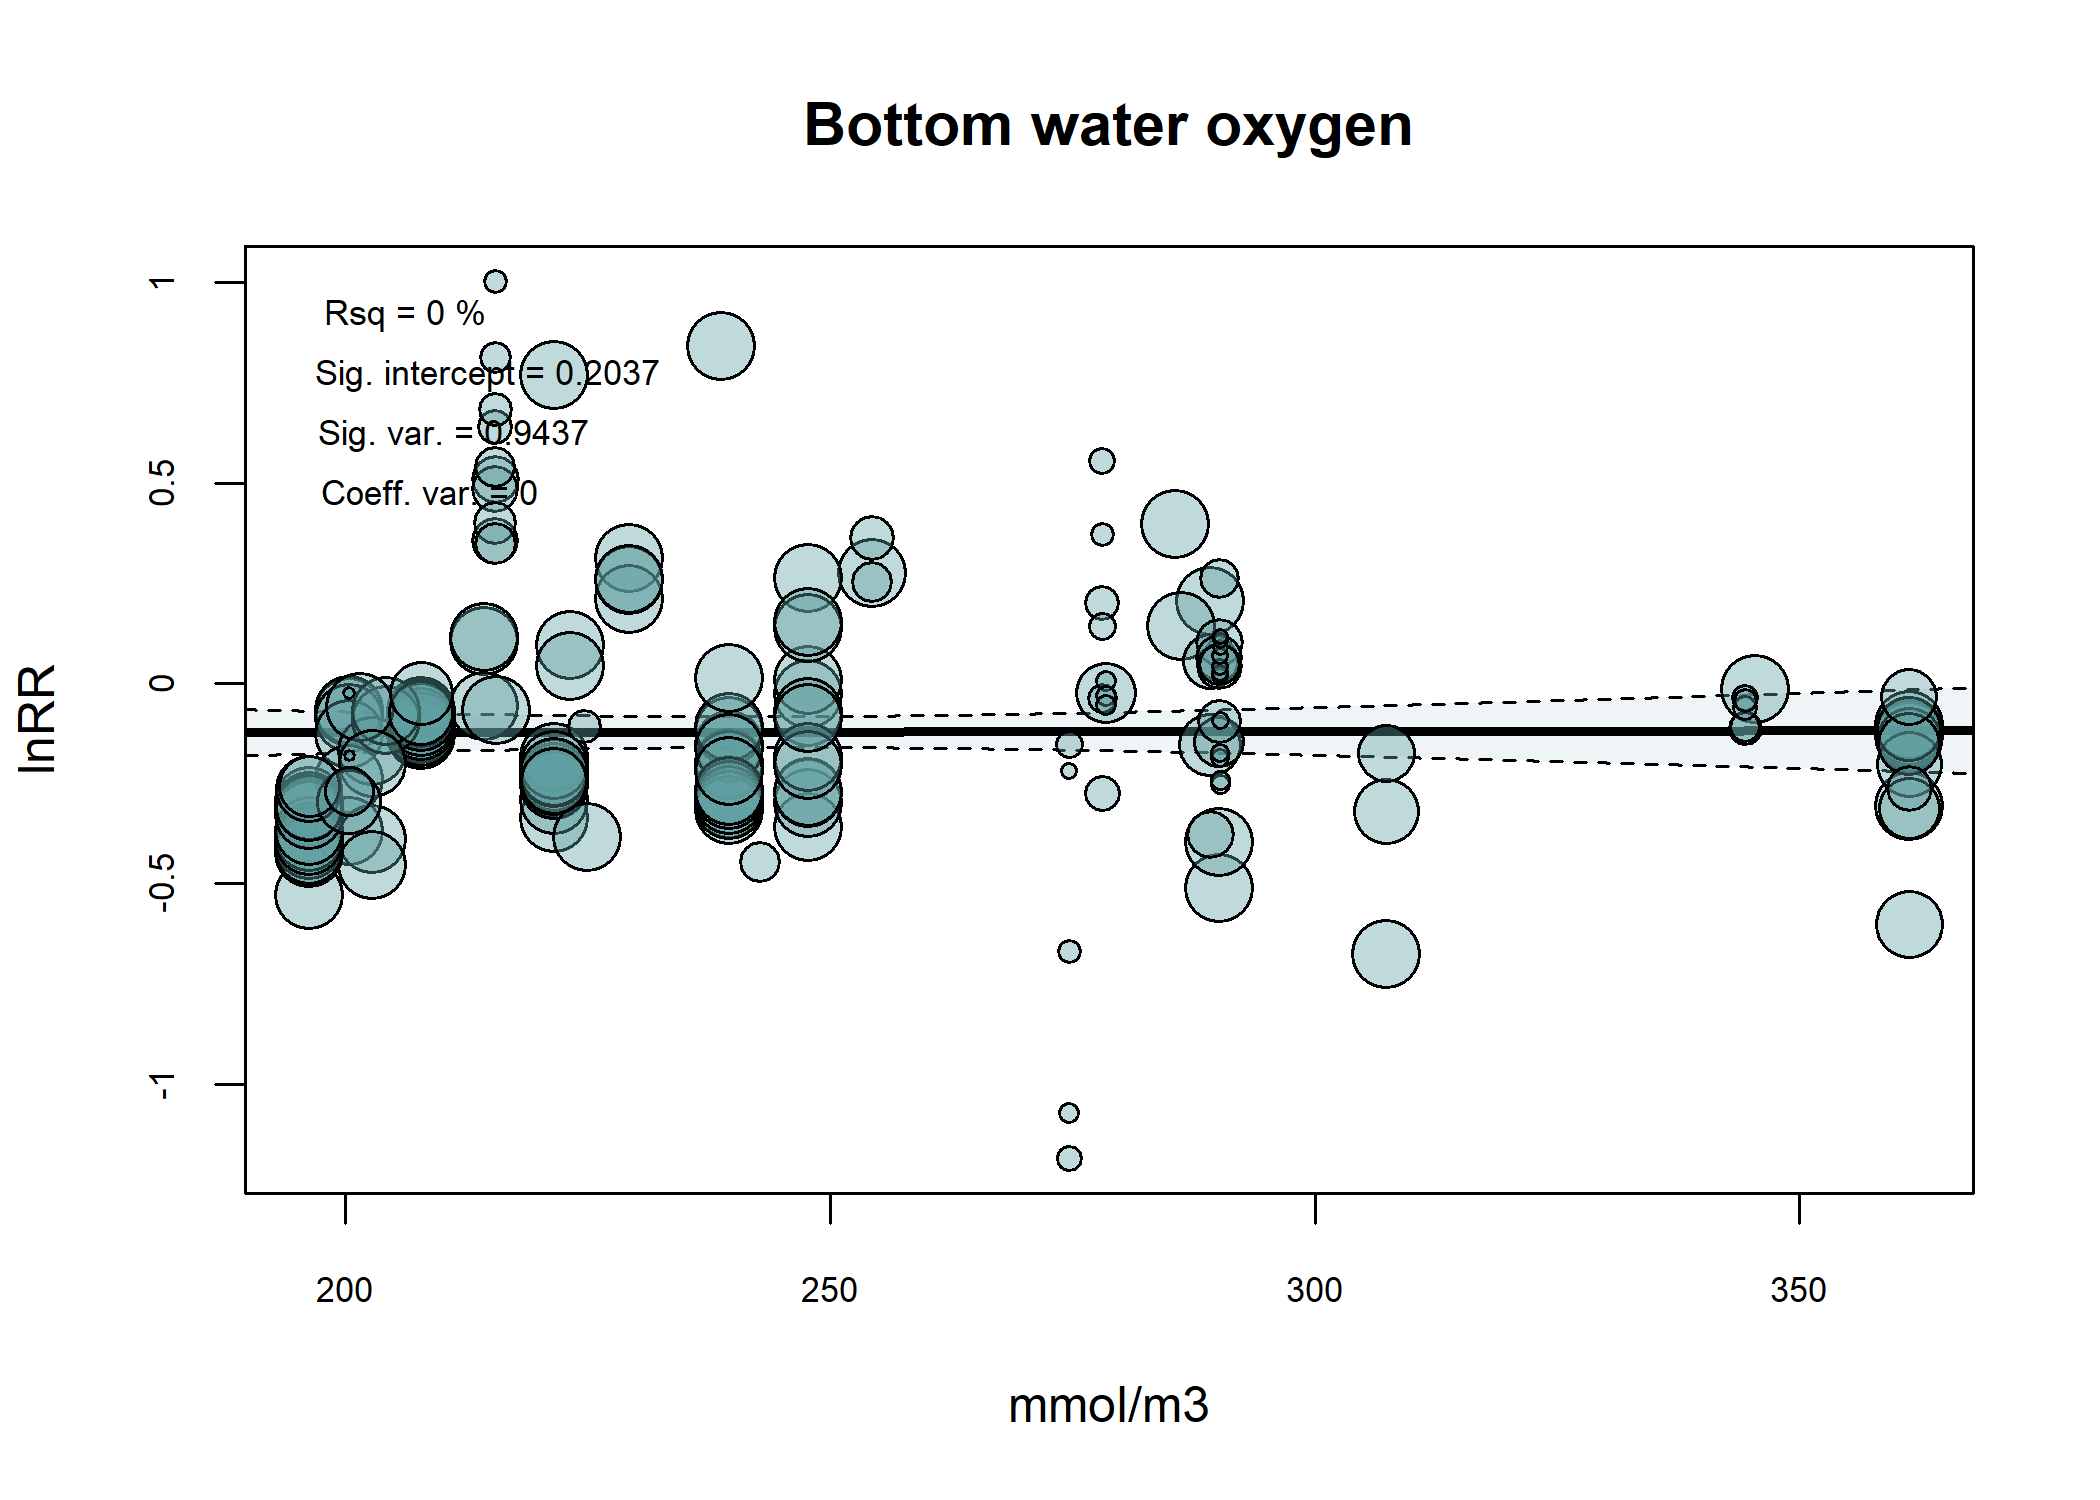 Bottom water oxygen
1
0.5
0
-0.5
-1
lnRR
Rsq = 0 %
Sig. intercept = 0.2037
Sig. var. = 0.9437
Coeff. var. = 0
200
250
300
350
mmol/m3